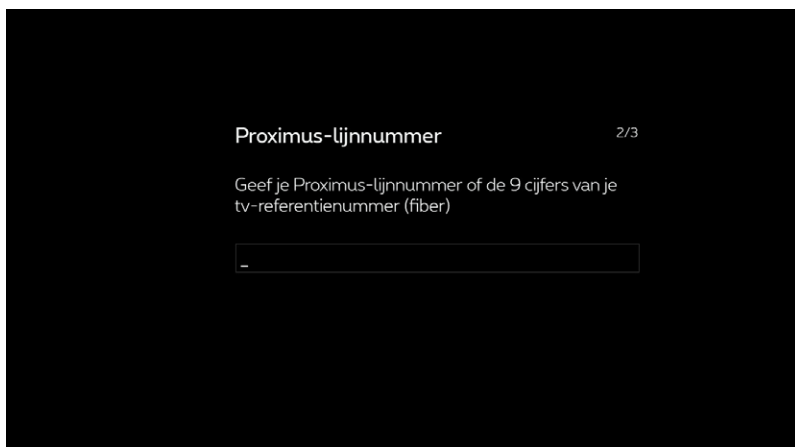 Proximus-lijnnummer
2/3
Geef je Proximus-lijnnummer of de 9 cijfers van je
tv-referentienummer (fiber)
_